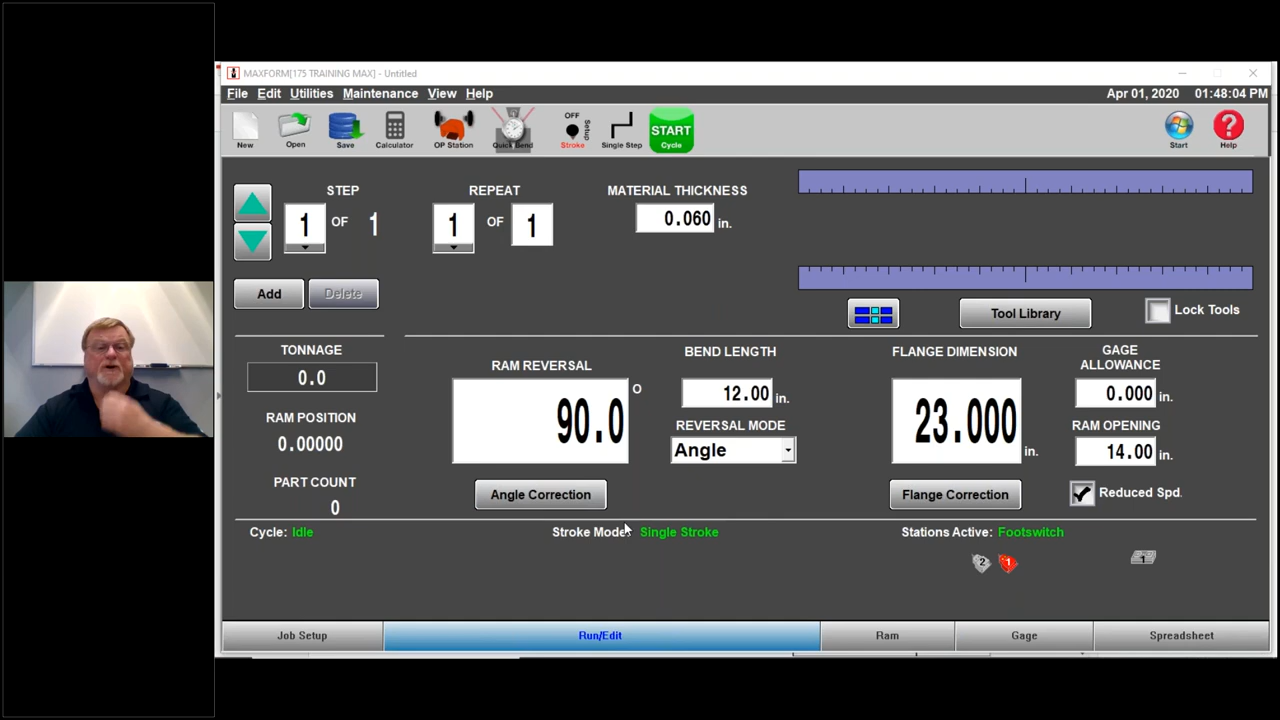 MAXFORM[175 TRAINING MAX] - Untitled
File Edit Utilities Maintenance View Help
Apr 01, 2020 01:48:04 PM
OFF
Setup
START
Cycle
New Open Save Calculator OP Station Quick Bend Stroke Single Step Start Help
STEP REPEAT MATERIAL THICKNESS
1 OF 1 1 OF 1 0.060 in.
Add Delete
Tool Library Lock Tools
TONNAGE
0.0
RAM POSITION
0.00000
PART COUNT
0
RAM REVERSAL
90.0 O
Angle Correction
BEND LENGTH
12.00 in.
REVERSAL MODE
Angle
FLANGE DIMENSION
23.000 in.
Flange Correction
GAGE
ALLOWANCE
0.000 in.
RAM OPENING
14.00 in.
Reduced Spd.
Cycle: Idle Stroke Mode: Single Stroke Stations Active: Footswitch
2 1 1
Job Setup Run/Edit Ram Gage Spreadsheet